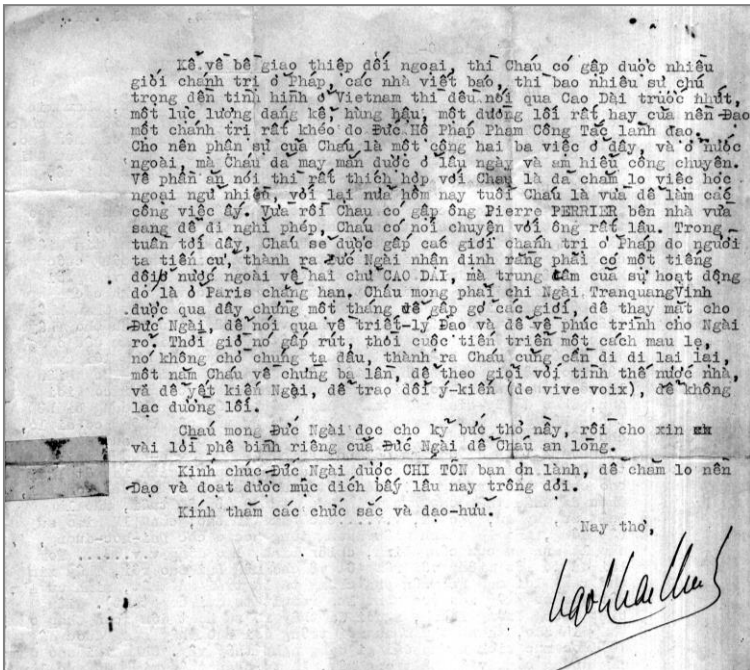 Kể về bề giao thiệp đối ngoại, thì Cháu có gặp được nhiều
giới chánh trị ở Pháp, các nhà viết báo, thì bao nhiêu sự chú
trọng đến tình hình ở Vietnam thì đều nói qua Cao Đài trước nhứt,
một lực lương đáng kể, hùng hậu, một đường lối rất hay của nền Đạo
một chánh trị rất khéo do Đức Hộ Pháp Phạm Công Tắc lãnh đạo.
Cho nên phân sự của Cháu là một công hai ba việc ở đây, và ở nước
ngoài, mà Cháu đã may mắn được ở lâu ngày và am hiểu công chuyện.
Về phần ăn nói thì rất thích hợp với Cháu là đã chăm lo việc học
ngoại ngữ nhiên, với lại nửa hôm nay tuổi Cháu là vừa để làm các
công việc ấy. Vừa rồi Cháu có gặp ông Pierre PERRIER bên nhà vừa
sang để đi nghỉ phép, Cháu có nói chuyện với ông rất lâu. Trong
tuần tới đây, Cháu sẽ được gặp các giới chánh trị ở Pháp do người
ta tiến cử, thành ra Đức Ngài nhận định rằng phải có một tiếng
đôiở nước ngoài về hai chữ CAO ĐÀI, mà trung tâm của sự hoạt động
đó là ở Paris chẳng hạn. Cháu mong phải chi Ngài TranquangVinh
được qua đây chừng một tháng để gặp gỡ các giới, để thay mặt cho
Đức Ngài, để nói qua về triết-lý Đạo và để về phúc trình cho Ngài
rõ. Thời giờ nó gấp rút, thời cuộc tiến triển một cách mau lẹ,
nó không chờ chúng ta đâu, thành ra Cháu cũng cần đi đi lại lại,
một năm Cháu về chừng ba lần, để theo giỏi với tình thế nước nhà,
và để yết kiến Ngài, để trao đổi ý-kiến (de vive voix), để không
lạc đường lối.
Cháu mong Đức Ngài đọc cho kỹ bức thơ nầy, rồi cho xin
vài lời phê bình riêng của Đức Ngài để Cháu an lòng.
Kính chúc Đức Ngài được CHI TÔN ban ơn lành, để chăm lo nền
Đạo và đoạt được mục đích bấy lâu nay trông đợi.
Kính thăm các chức sắc và đạo-hữu.
Nay thơ,